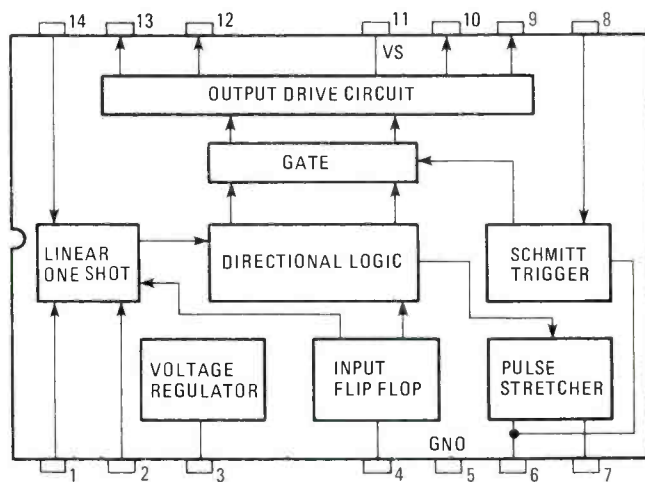 14 13 12 11 10 9 8
VS
OUTPUT DRIVE CIRCUIT
GATE
LINEAR
ONE SHOT
DIRECTIONAL LOGIC
SCHMITT
TRIGGER
VOLTAGE
REGULATOR
INPUT
FLIP FLOP
PULSE
STRETCHER
GNO
1 2 3 4 5 6 7